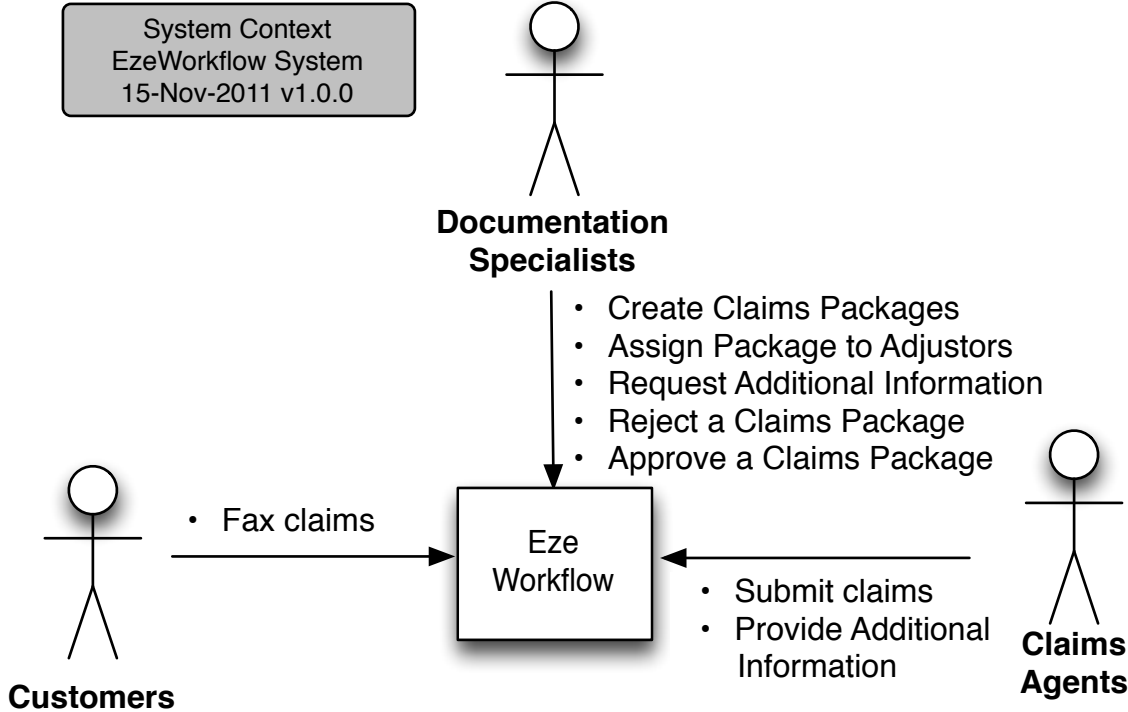 System Context
EzeWorkflow System
15-Nov-2011 v1.0.0
Documentation
Specialists
• Create Claims Packages
• Assign Package to Adjustors
• Request Additional Information
• Reject a Claims Package
• Approve a Claims Package
• Fax claims
Eze
Workflow
• Submit claims
• Provide Additional
Information
Customers
Claims
Agents